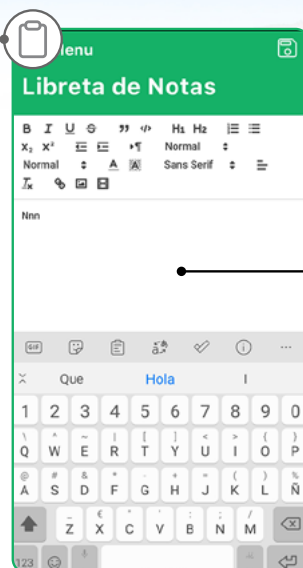 enu
Libreta de Notas
B I U S ” </> H1 H2
X2 X² ¶ Normal
Normal A A Sans Serif
Tx
Nnn
GIF
Que Hola I
1 2 3 4 5 6 7 8 9 0
\ ^ ~ | [ ] < > { }
Q W E R T Y U I O P
@ # & * - + = ( ) %
A S D F G H J K L Ñ
_ € " ' : ; /
Z X C V B N M
123